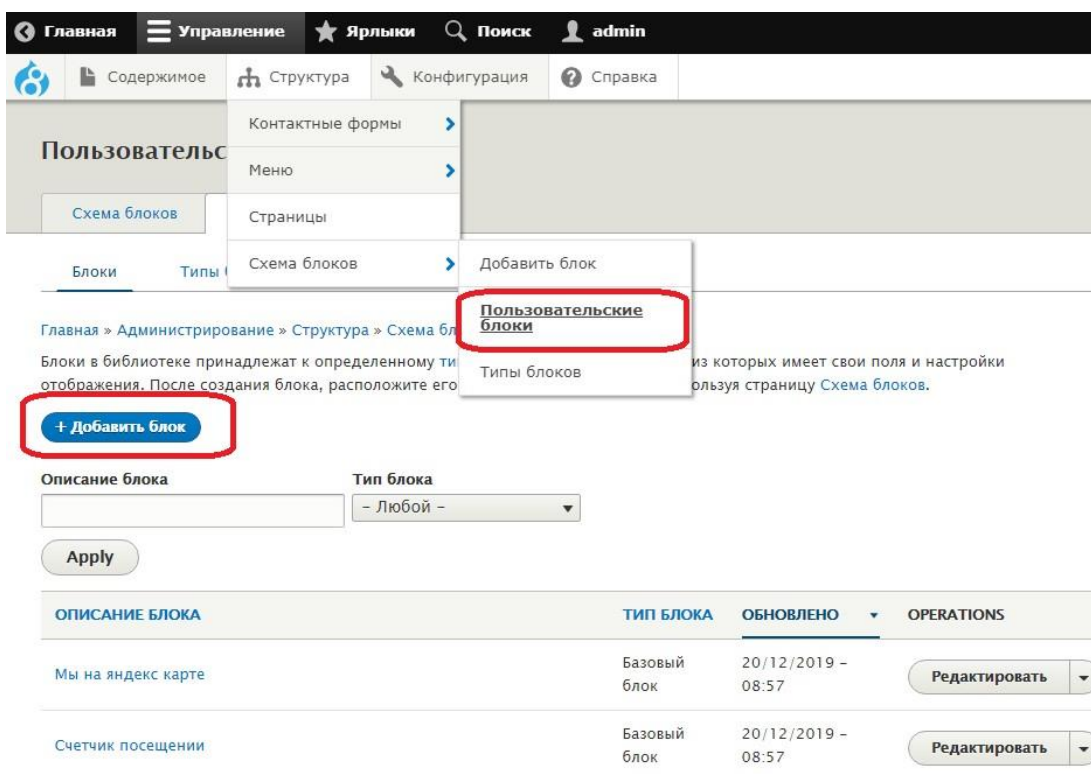 Главная Управление Ярлыки Поиск admin
Содержимое Структура Конфигурация Справка
Контактные формы
Пользовательс
Меню
Схема блоков
Страницы
Блоки Типы
Схема блоков
Добавить блок
Пользовательские
блоки
Типы блоков
Главная » Администрирование » Структура » Схема бл
Блоки в библиотеке принадлежат к определенному ти из которых имеет свои поля и настройки
отображения. После создания блока, расположите его ользуя страницу Схема блоков.
+ Добавить блок
Описание блока Тип блока
– Любой –
Apply
ОПИСАНИЕ БЛОКА ТИП БЛОКА ОБНОВЛЕНО OPERATIONS
Мы на яндекс карте Базовый блок 20/12/2019 – 08:57 Редактировать
Счетчик посещении Базовый блок 20/12/2019 – 08:57 Редактировать